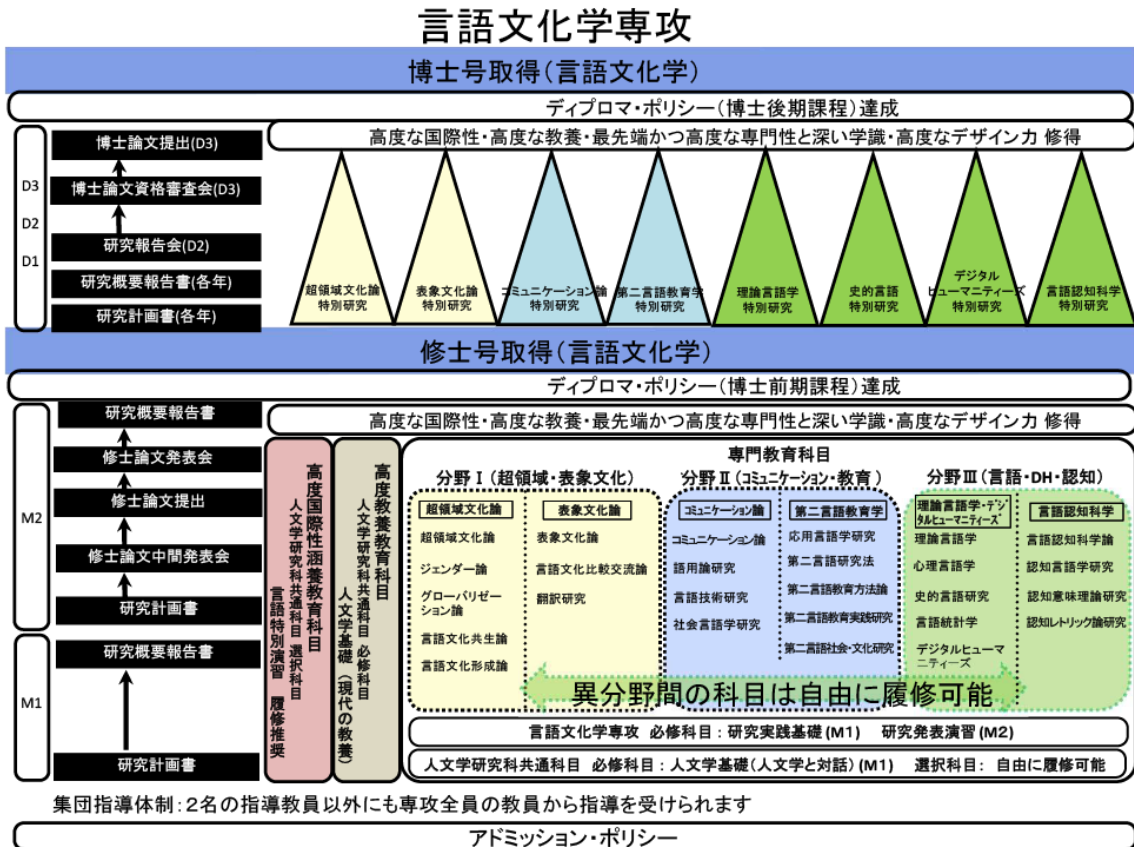 言語文化学専攻
博士号取得(言語文化学)
ディプロマ・ポリシー(博士後期課程)達成
高度な国際性・高度な教養・最先端かつ高度な専門性と深い学識・高度なデザイン力 修得
D3
D2
D1
博士論文提出(D3)
博士論文資格審査会(D3)
研究報告会(D2)
研究概要報告書(各年)
研究計画書(各年)
超領域文化論
特別研究
表象文化論
特別研究
コミュニケーション論
特別研究
第二言語教育学
特別研究
理論言語学
特別研究
史的言語
特別研究
デジタル
ヒューマニティーズ
特別研究
言語認知科学
特別研究
修士号取得(言語文化学)
ディプロマ・ポリシー(博士前期課程)達成
高度な国際性・高度な教養・最先端かつ高度な専門性と深い学識・高度なデザイン力 修得
M2
M1
研究概要報告書
修士論文発表会
修士論文提出
修士論文中間発表会
研究計画書
研究概要報告書
研究計画書
高度国際性涵養教育科目
人文学研究科共通科目 選択科目
言語特別演習 履修推奨
高度教養教育科目
人文学研究科共通科目 必修科目
人文学基礎(現代の教養)
専門教育科目
分野Ⅰ(超領域・表象文化)
超領域文化論
超領域文化論
ジェンダー論
グローバリゼー
ション論
言語文化共生論
言語文化形成論
表象文化論
表象文化論
言語文化比較交流論
翻訳研究
分野Ⅱ(コミュニケーション・教育)
コミュニケーション論
コミュニケーション論
語用論研究
言語技術研究
社会言語学研究
第二言語教育学
応用言語学研究
第二言語研究法
第二言語教育方法論
第二言語教育実践研究
第二言語社会・文化研究
分野Ⅲ(言語・DH・認知)
理論言語学・デジ
タルヒューマニティーズ
理論言語学
心理言語学
史的言語研究
言語統計学
デジタルヒューマ
ニティーズ
言語認知科学
言語認知科学論
認知言語学研究
認知意味理論研究
認知レトリック論研究
異分野間の科目は自由に履修可能
言語文化学専攻 必修科目:研究実践基礎(M1) 研究発表演習(M2)
人文学研究科共通科目 必修科目:人文学基礎(人文学と対話)(M1) 選択科目: 自由に履修可能
集団指導体制:2名の指導教員以外にも専攻全員の教員から指導を受けられます
アドミッション・ポリシー